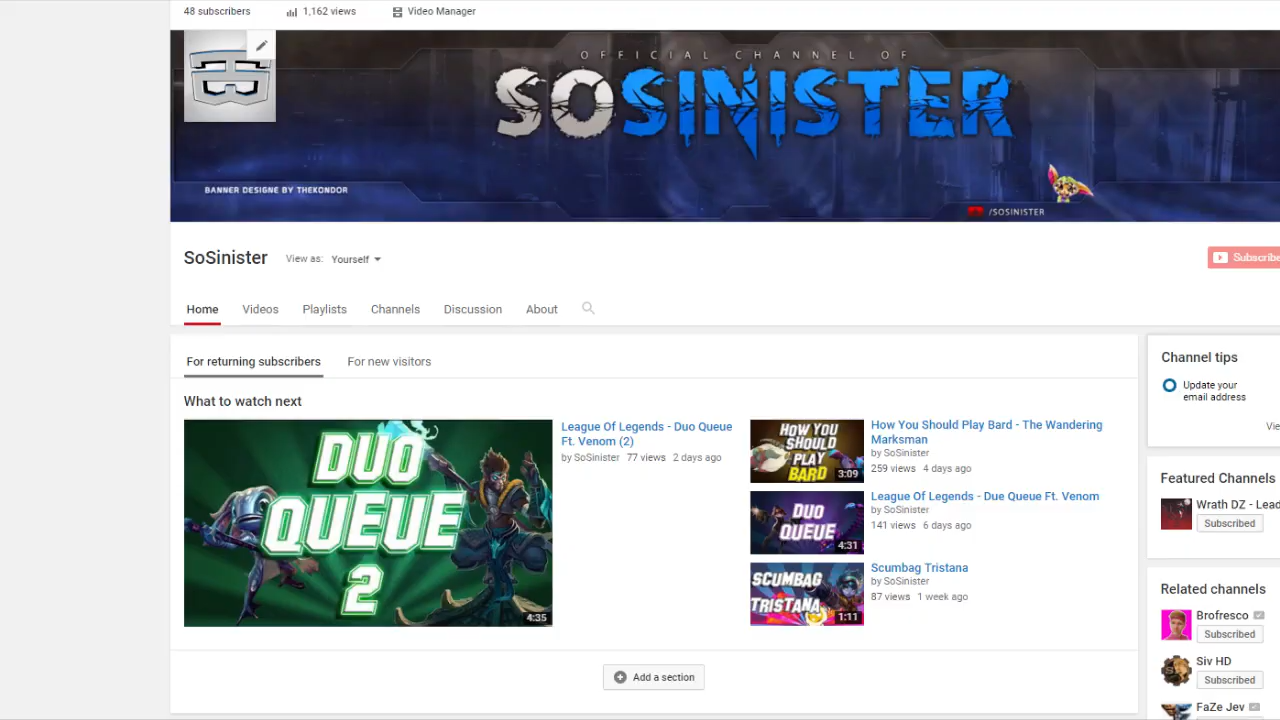 48 subscribers
1,162 views
Video Manager
OFFICIAL CHANNEL OF
SOSINISTER
BANNER DESIGNE BY THEKONDOR
/SOSINISTER
SoSinister
View as: Yourself
Subscribe
Home Videos Playlists Channels Discussion About
For returning subscribers For new visitors
What to watch next
DUO
QUEUE
2
4:35
League Of Legends - Duo Queue
Ft. Venom (2)
by SoSinister 77 views 2 days ago
HOW YOU
SHOULD
PLAY
BARD
3:09
How You Should Play Bard - The Wandering
Marksman
by SoSinister
259 views 4 days ago
DUO
QUEUE
4:31
League Of Legends - Due Queue Ft. Venom
by SoSinister
141 views 6 days ago
SCUMBAG
TRISTANA
1:11
Scumbag Tristana
by SoSinister
87 views 1 week ago
Add a section
Channel tips
Update your
email address
Featured Channels
Wrath DZ - Lead
Subscribed
Related channels
Brofresco
Subscribed
Siv HD
Subscribed
FaZe Jev